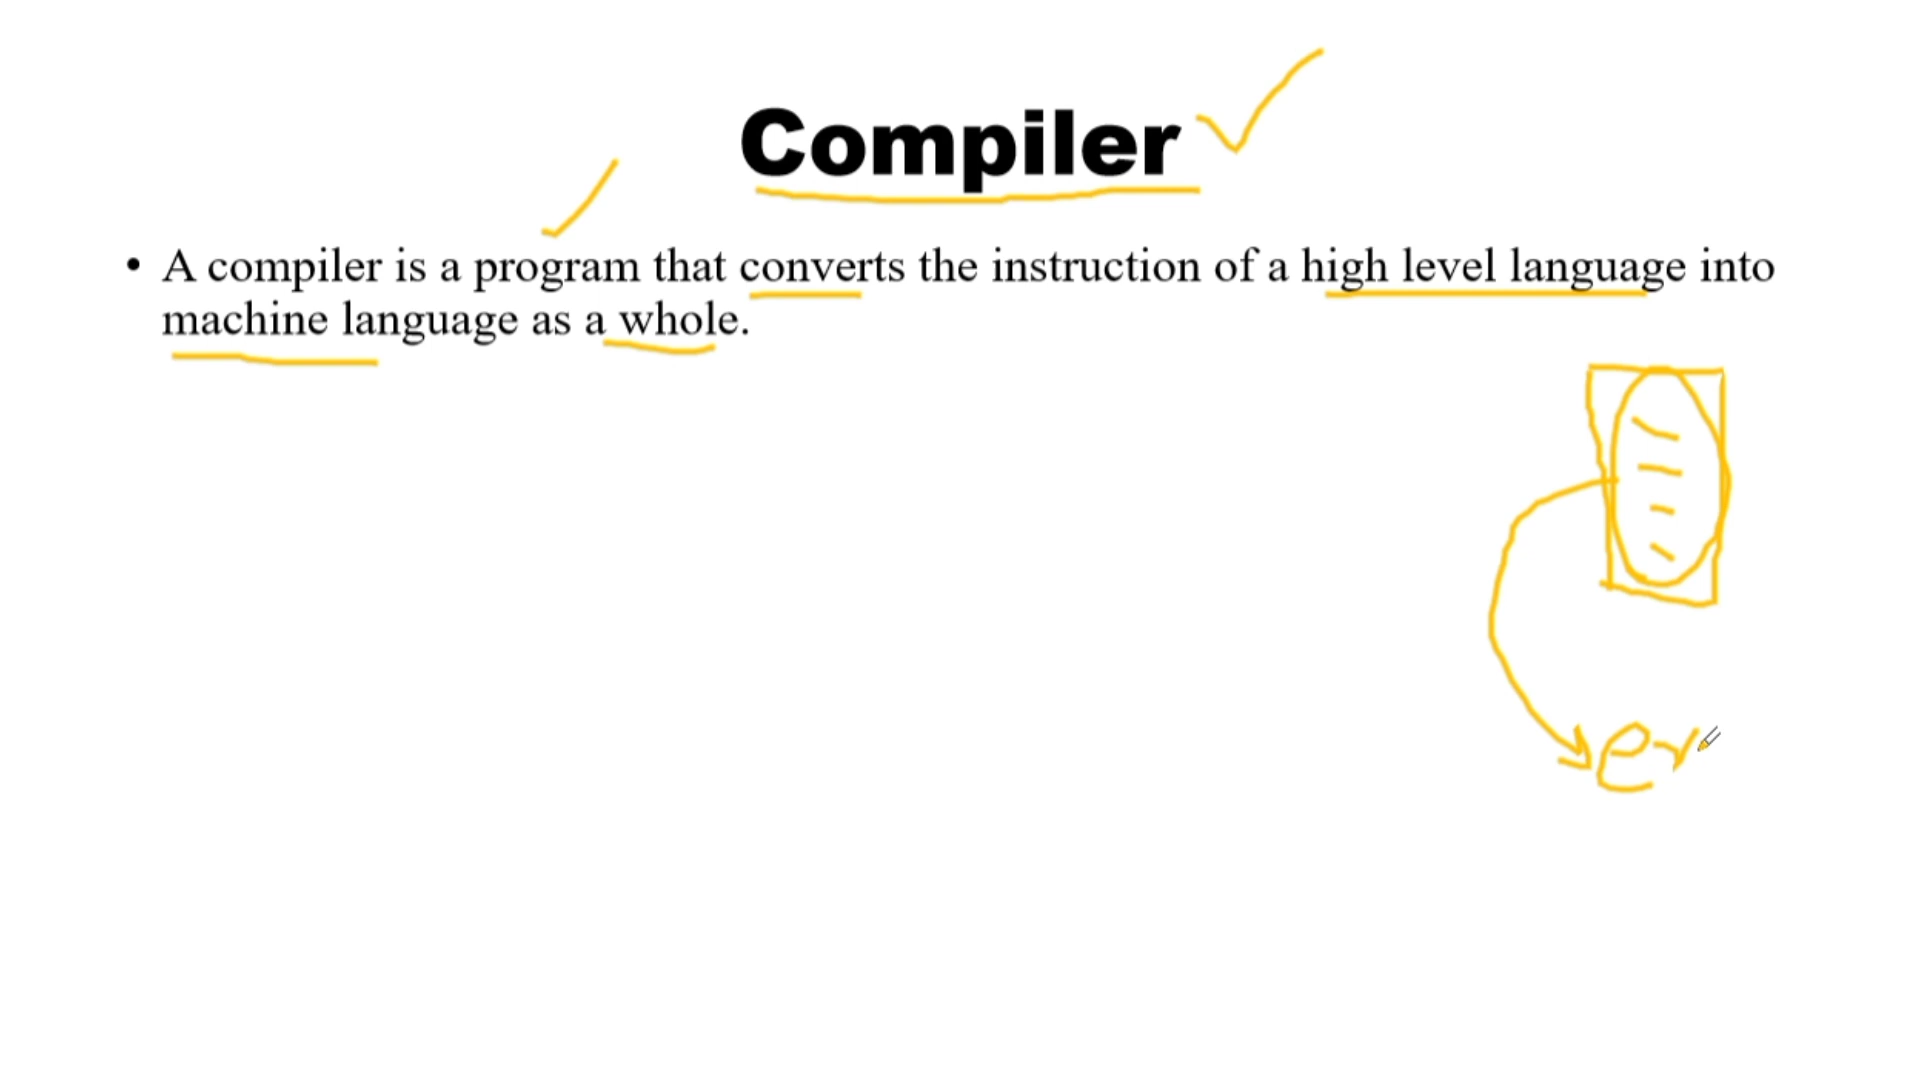 Compiler
• A compiler is a program that converts the instruction of a high level language into
machine language as a whole.
er